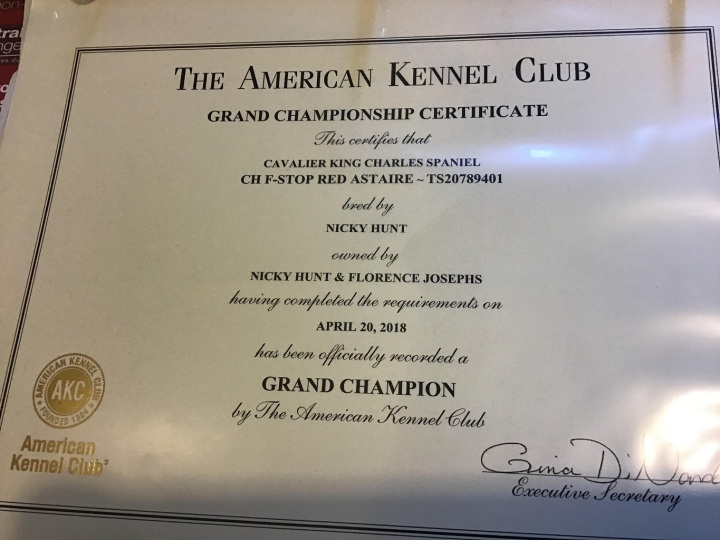 THE AMERICAN KENNEL CLUB
GRAND CHAMPIONSHIP CERTIFICATE
This certifies that
CAVALIER KING CHARLES SPANIEL
CH F-STOP RED ASTAIRE ~ TS20789401
bred by
NICKY HUNT
owned by
NICKY HUNT & FLORENCE JOSEPHS
having completed the requirements on
APRIL 20, 2018
has been officially recorded a
GRAND CHAMPION
by The American Kennel Club
AMERICAN KENNEL CLUB
AKC
FOUNDED 1884
American
Kennel Club®
Gina DiNard
Executive Secretary